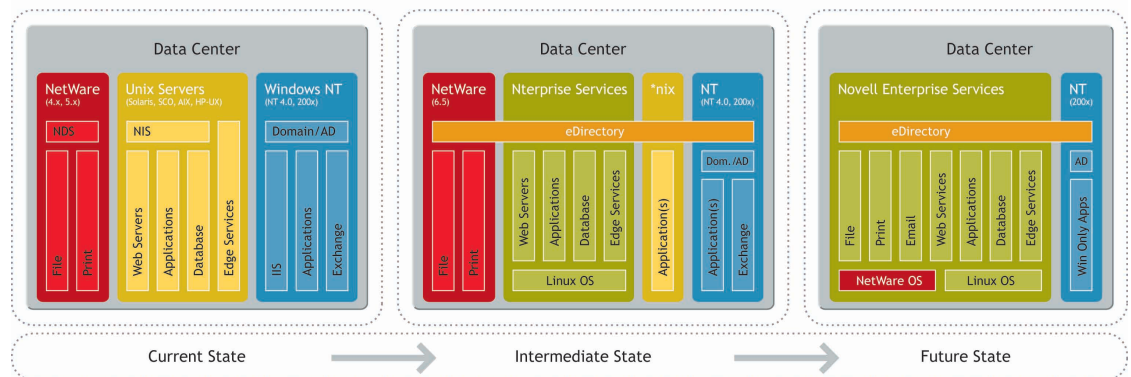 Data Center
NetWare
(4.x, 5.x)
NDS
File
Print
Unix Servers
(Solaris, SCO, AIX, HP-UX)
NIS
Web Servers
Applications
Database
Edge Services
Windows NT
(NT 4.0, 200x)
Domain/AD
IIS
Applications
Exchange
Data Center
NetWare
(6.5)
Nterprise Services
*nix
NT
(NT 4.0, 200x)
eDirectory
File
Print
Web Servers
Applications
Database
Edge Services
Linux OS
Application(s)
Dom./AD
Application(s)
Exchange
Data Center
Novell Enterprise Services
NT
(200x)
eDirectory
File
Print
Email
Web Services
Applications
Database
Edge Services
NetWare OS
Linux OS
AD
Win Only Apps
Current State
Intermediate State
Future State